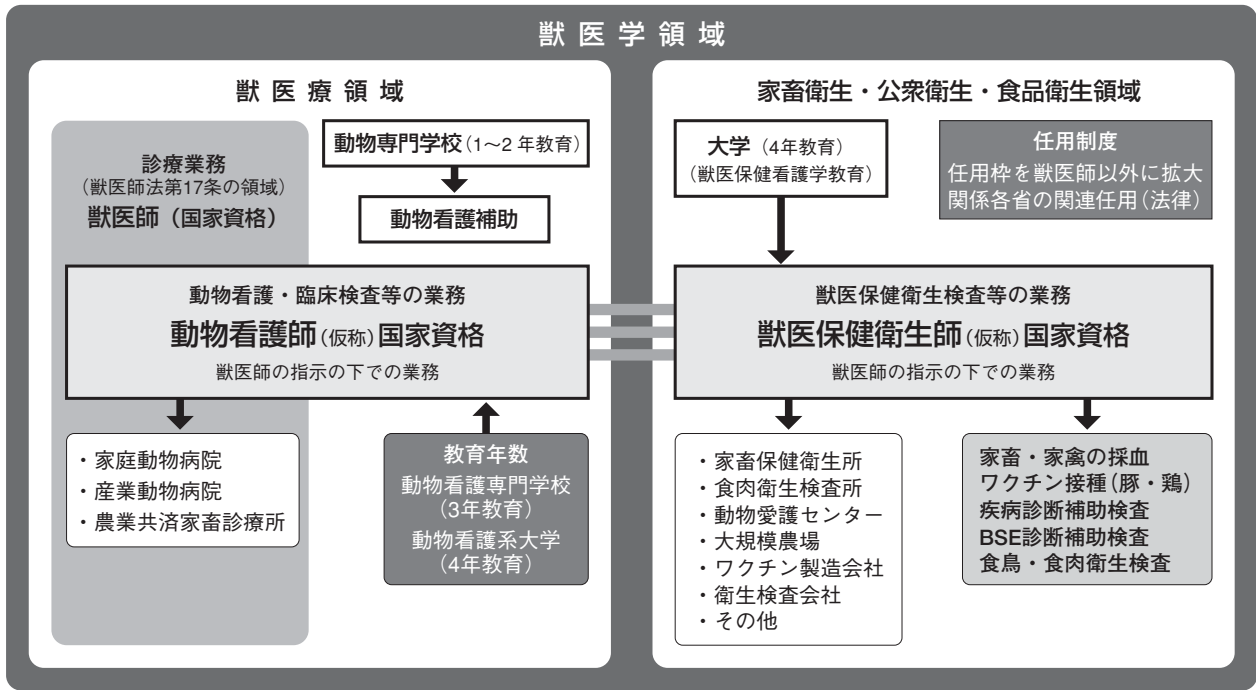 獣医学領域
獣医療領域
診療業務
(獣医師法第17条の領域)
獣医師（国家資格）
動物専門学校(1〜2 年教育)
動物看護補助
動物看護・臨床検査等の業務
動物看護師(仮称)国家資格
獣医師の指示の下での業務
・家庭動物病院
・産業動物病院
・農業共済家畜診療所
教育年数
動物看護専門学校
(3年教育)
動物看護系大学
(4年教育)
家畜衛生・公衆衛生・食品衛生領域
大学（4年教育）
(獣医保健看護学教育)
任用制度
任用枠を獣医師以外に拡大
関係各省の関連任用(法律)
獣医保健衛生検査等の業務
獣医保健衛生師(仮称)国家資格
獣医師の指示の下での業務
・家畜保健衛生所
・食肉衛生検査所
・動物愛護センター
・大規模農場
・ワクチン製造会社
・衛生検査会社
・その他
家畜・家禽の採血
ワクチン接種(豚・鶏)
疾病診断補助検査
BSE診断補助検査
食鳥・食肉衛生検査